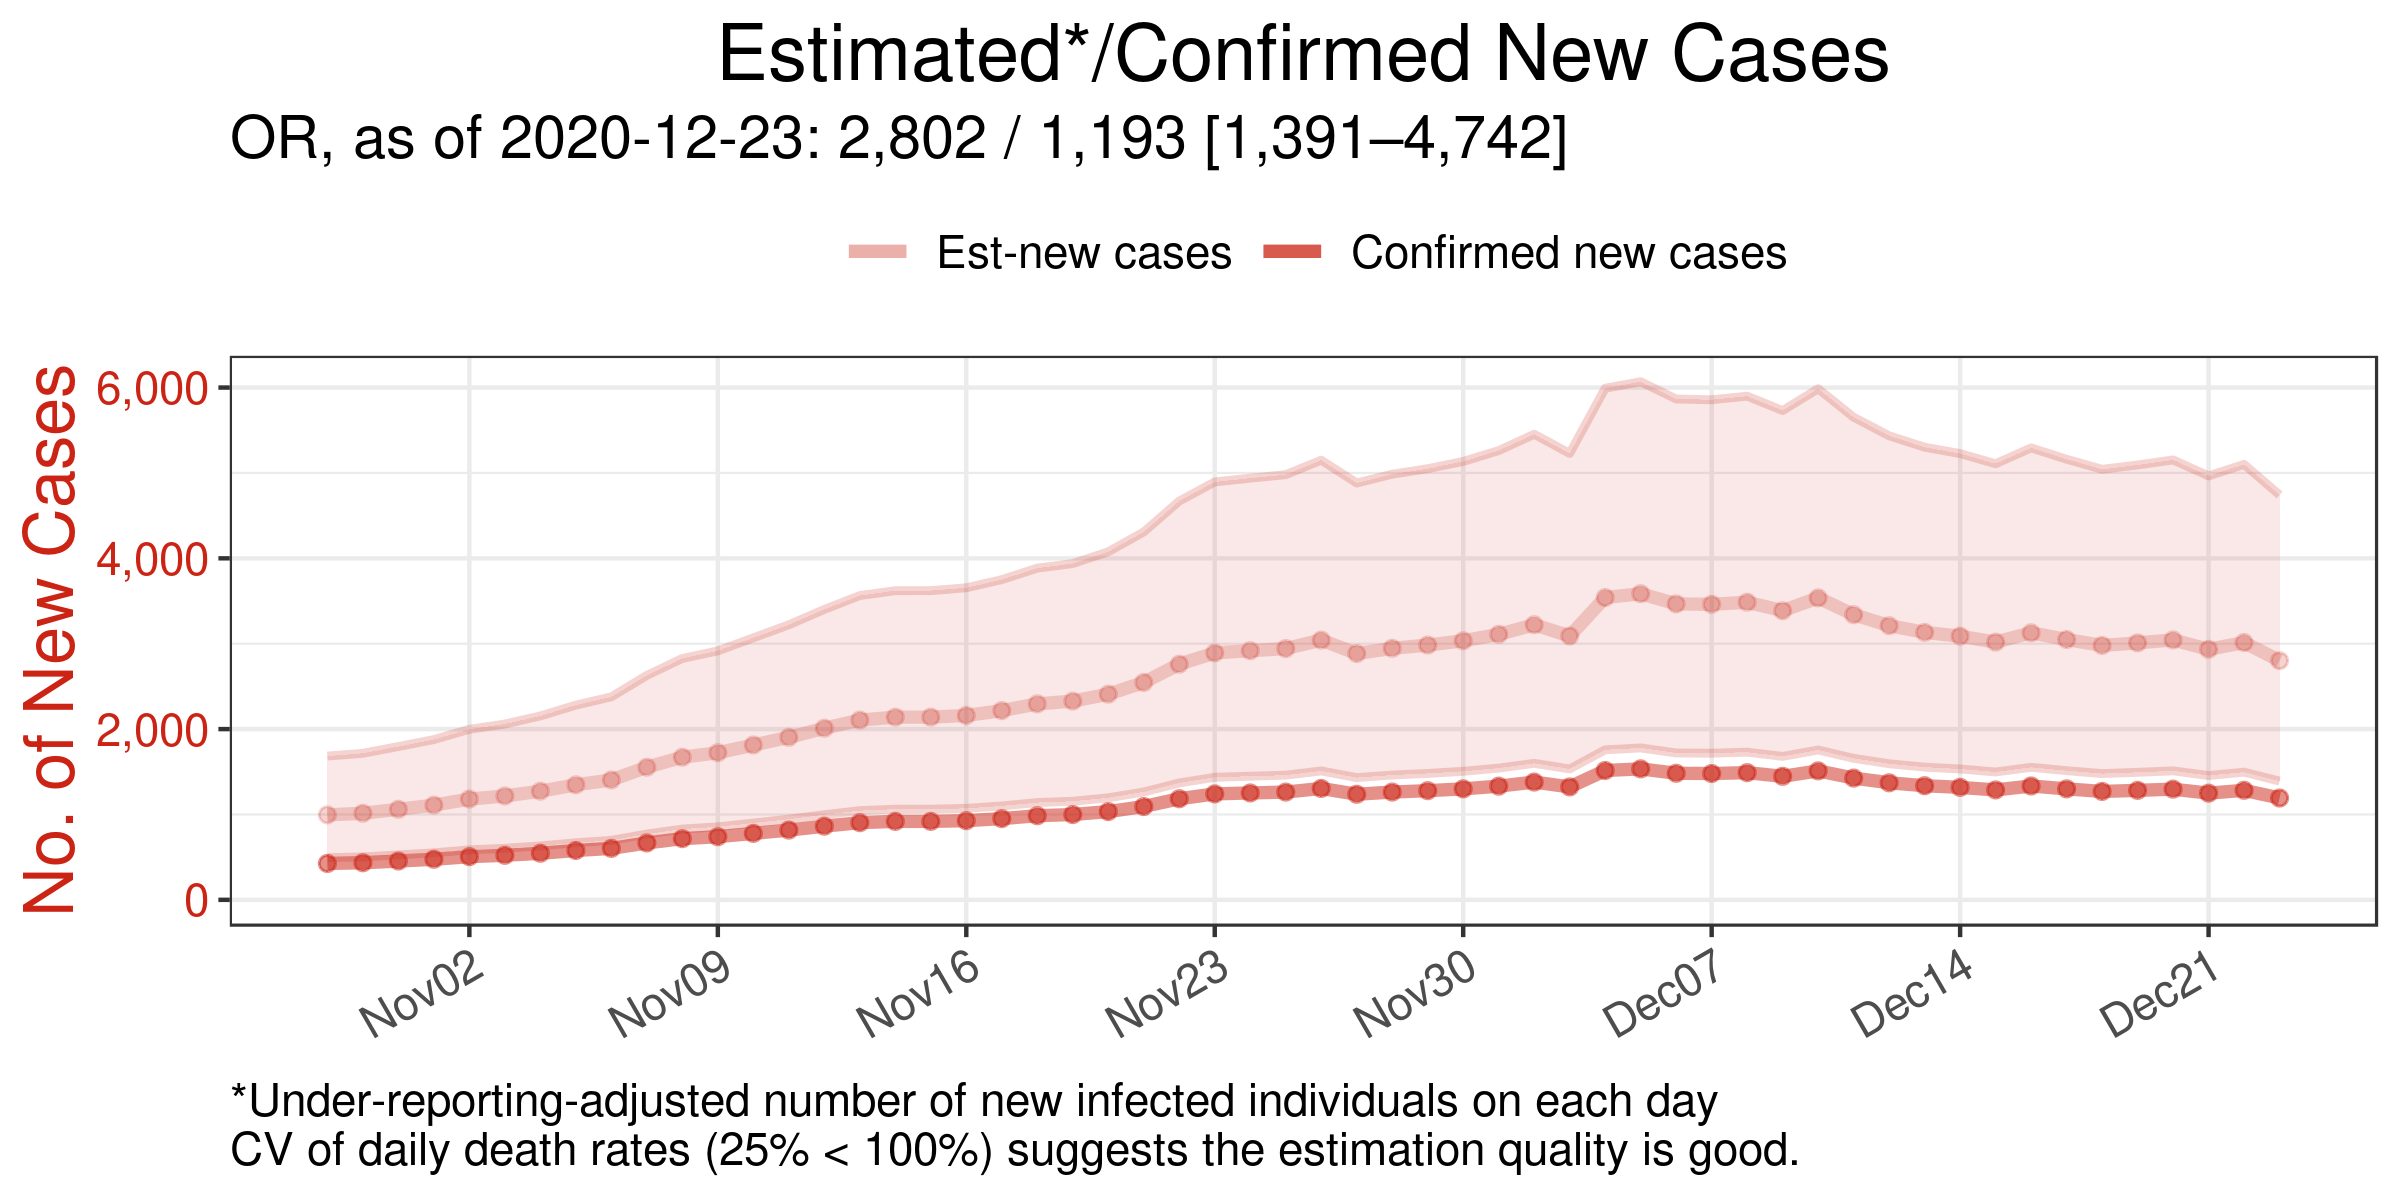 Estimated*/Confirmed New Cases
OR, as of 2020-12-23: 2,802 / 1,193 [1,391–4,742]
Est-new cases
Confirmed new cases
No. of New Cases
6,000
4,000
2,000
0
Nov02
Nov09
Nov16
Nov23
Nov30
Dec07
Dec14
Dec21
*Under-reporting-adjusted number of new infected individuals on each day
CV of daily death rates (25% < 100%) suggests the estimation quality is good.